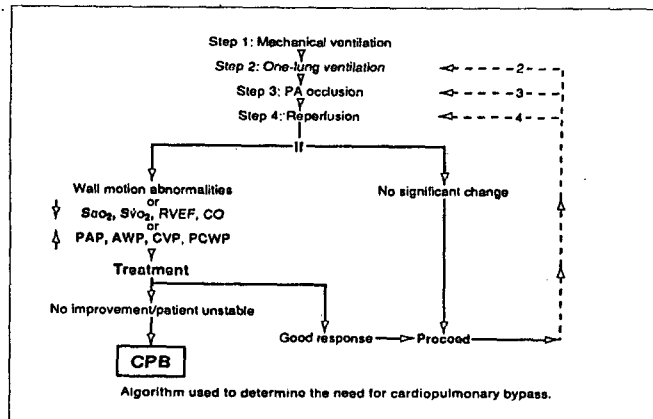 Step 1: Mechanical ventilation
Step 2: One-lung ventilation
2
Step 3: PA occlusion
3
Step 4: Reperfusion
4
If
Wall motion abnormalities
or
Sao₂, Sv̄o₂, RVEF, CO
or
PAP, AWP, CVP, PCWP
No significant change
Treatment
No improvement/patient unstable
Good response
Proceed
CPB
Algorithm used to determine the need for cardiopulmonary bypass.